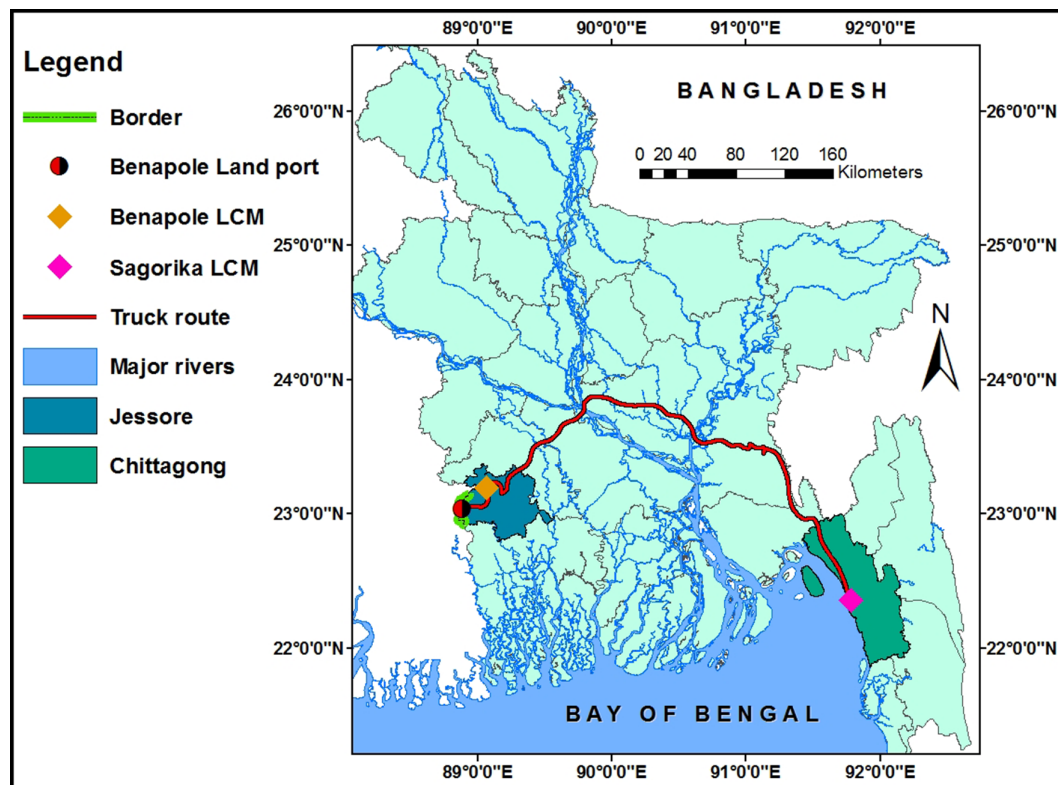 Legend
Border
Benapole Land port
Benapole LCM
Sagorika LCM
Truck route
Major rivers
Jessore
Chittagong
89°0'0"E 90°0'0"E 91°0'0"E 92°0'0"E
BANGLADESH
0 20 40 80 120 160
Kilometers
N
26°0'0"N 26°0'0"N
25°0'0"N 25°0'0"N
24°0'0"N 24°0'0"N
23°0'0"N 23°0'0"N
22°0'0"N 22°0'0"N
BAY OF BENGAL
89°0'0"E 90°0'0"E 91°0'0"E 92°0'0"E